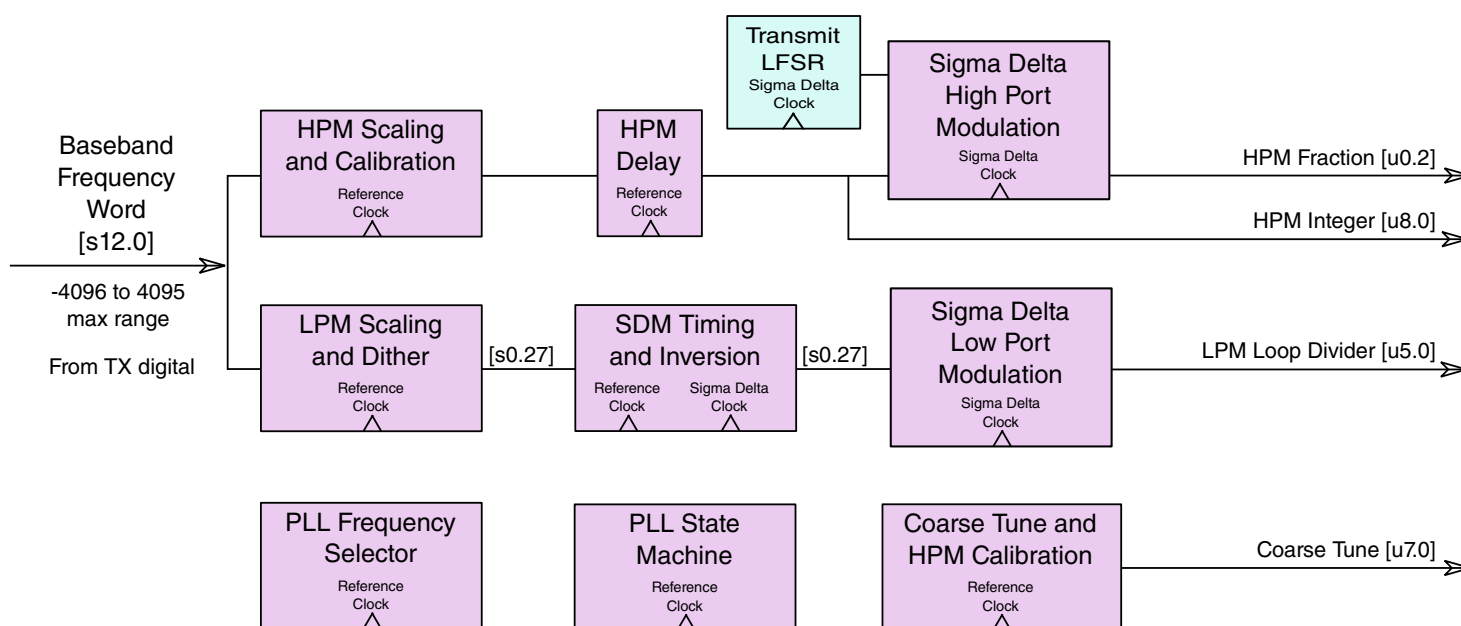 Transmit
LFSR
Sigma Delta
Clock
Sigma Delta
High Port
Modulation
Sigma Delta
Clock
HPM Scaling
and Calibration
Reference
Clock
HPM
Delay
Reference
Clock
Baseband
Frequency
Word
[s12.0]
-4096 to 4095
max range
From TX digital
HPM Fraction [u0.2]
HPM Integer [u8.0]
LPM Scaling
and Dither
Reference
Clock
[s0.27]
SDM Timing
and Inversion
Reference
Clock
Sigma Delta
Clock
[s0.27]
Sigma Delta
Low Port
Modulation
Sigma Delta
Clock
LPM Loop Divider [u5.0]
PLL Frequency
Selector
Reference
Clock
PLL State
Machine
Reference
Clock
Coarse Tune and
HPM Calibration
Reference
Clock
Coarse Tune [u7.0]